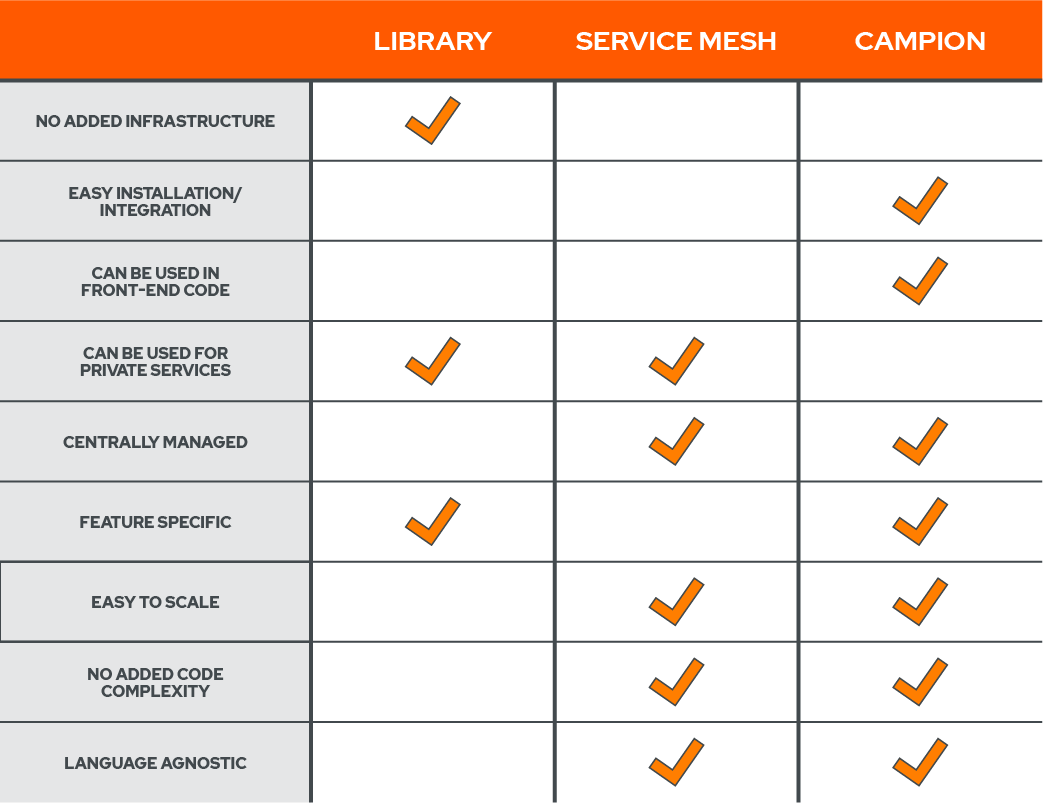 LIBRARY SERVICE MESH CAMPION
NO ADDED INFRASTRUCTURE
EASY INSTALLATION/
INTEGRATION
CAN BE USED IN
FRONT-END CODE
CAN BE USED FOR
PRIVATE SERVICES
CENTRALLY MANAGED
FEATURE SPECIFIC
EASY TO SCALE
NO ADDED CODE
COMPLEXITY
LANGUAGE AGNOSTIC